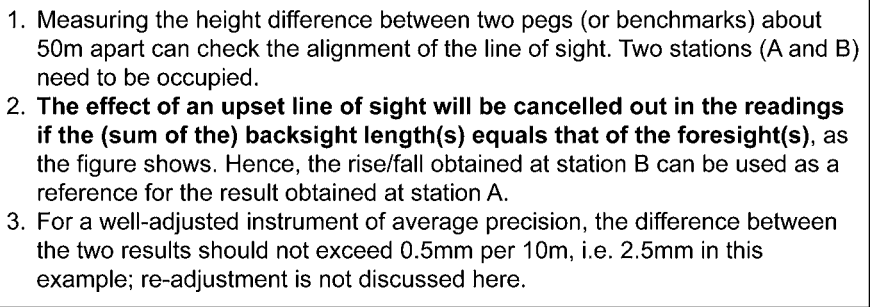 1. Measuring the height difference between two pegs (or benchmarks) about
50m apart can check the alignment of the line of sight. Two stations (A and B)
need to be occupied.
2. The effect of an upset line of sight will be cancelled out in the readings
if the (sum of the) backsight length(s) equals that of the foresight(s), as
the figure shows. Hence, the rise/fall obtained at station B can be used as a
reference for the result obtained at station A.
3. For a well-adjusted instrument of average precision, the difference between
the two results should not exceed 0.5mm per 10m, i.e. 2.5mm in this
example; re-adjustment is not discussed here.